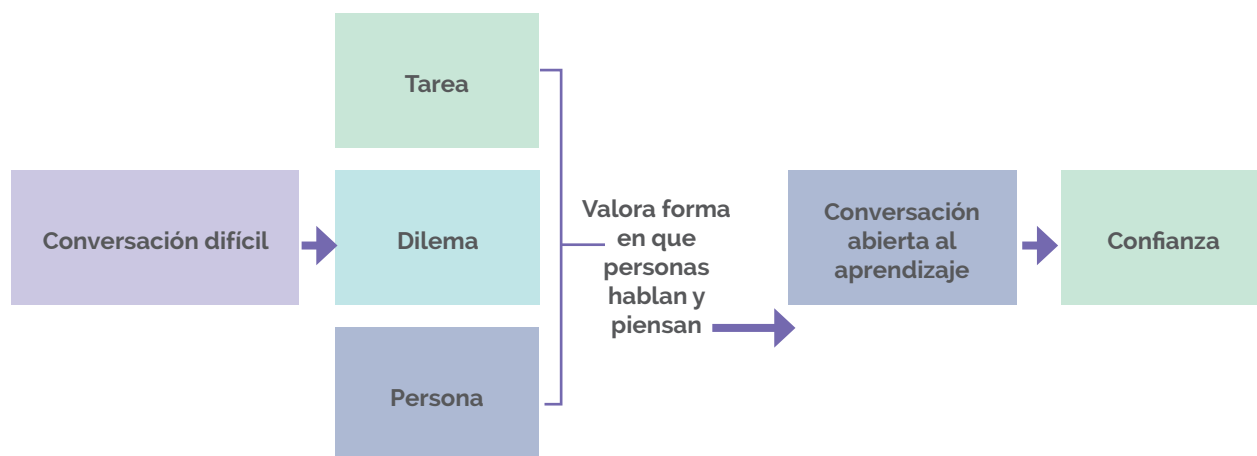 Tarea
Conversación difícil
Dilema
Persona
Valora forma
en que
personas
hablan y
piensan
Conversación
abierta al
aprendizaje
Confianza